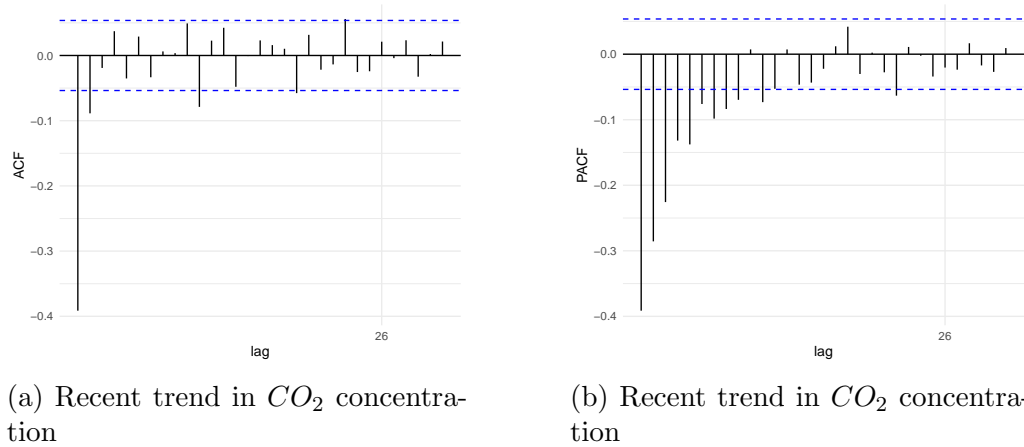 0.0
−0.1
−0.2
−0.3
−0.4
ACF
26
lag
(a) Recent trend in CO2 concentra-
tion
0.0
−0.1
−0.2
−0.3
−0.4
PACF
26
lag
(b) Recent trend in CO2 concentra-
tion